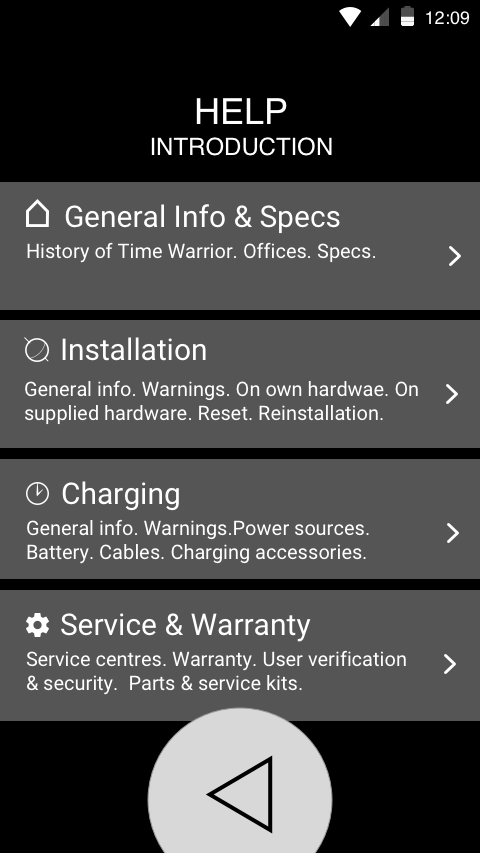 12:09
HELP
INTRODUCTION
General Info & Specs
History of Time Warrior. Offices. Specs.
Installation
General info. Warnings. On own hardwae. On
supplied hardware. Reset. Reinstallation.
Charging
General info. Warnings.Power sources.
Battery. Cables. Charging accessories.
Service & Warranty
Service centres. Warranty. User verification
& security.  Parts & service kits.